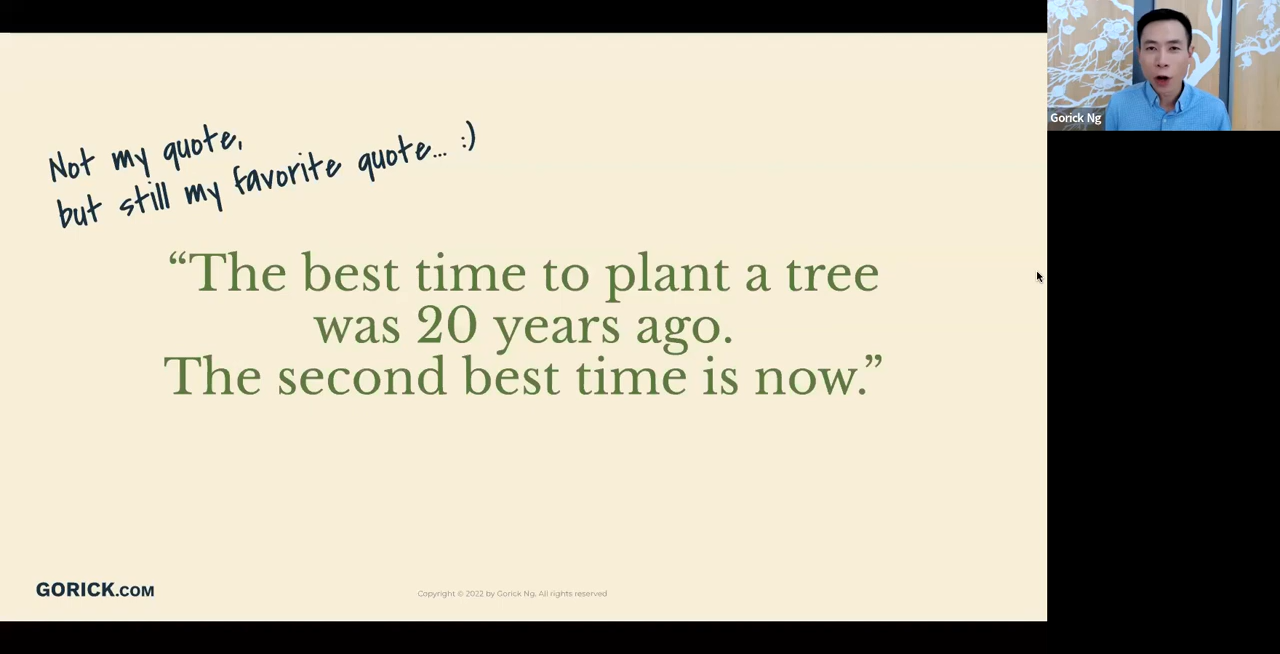 Not my quote,
but still my favorite quote... :)
“The best time to plant a tree
was 20 years ago.
The second best time is now.”
GORICK.COM
Copyright © 2022 by Gorick Ng. All rights reserved
Gorick Ng